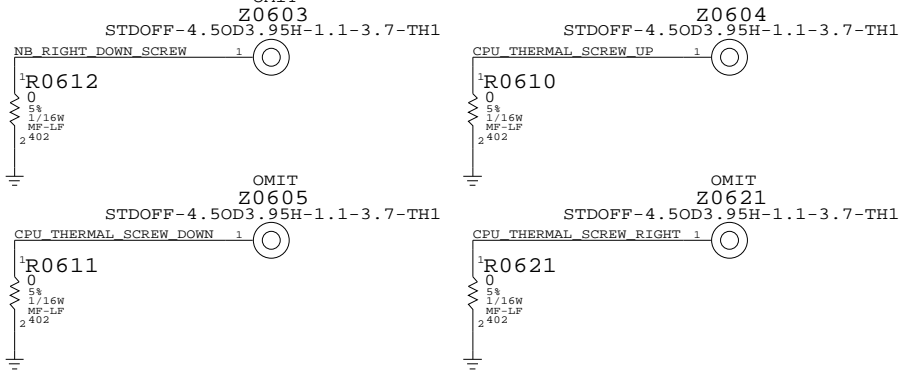 OMIT
Z0603
STDOFF-4.5OD3.95H-1.1-3.7-TH1
NB_RIGHT_DOWN_SCREW 1
1
R0612
0
5%
1/16W
MF-LF
402
2
Z0604
STDOFF-4.5OD3.95H-1.1-3.7-TH1
CPU_THERMAL_SCREW_UP 1
1
R0610
0
5%
1/16W
MF-LF
402
2
OMIT
Z0605
STDOFF-4.5OD3.95H-1.1-3.7-TH1
CPU_THERMAL_SCREW_DOWN 1
1
R0611
0
5%
1/16W
MF-LF
402
2
OMIT
Z0621
STDOFF-4.5OD3.95H-1.1-3.7-TH1
CPU_THERMAL_SCREW_RIGHT 1
1
R0621
0
5%
1/16W
MF-LF
402
2